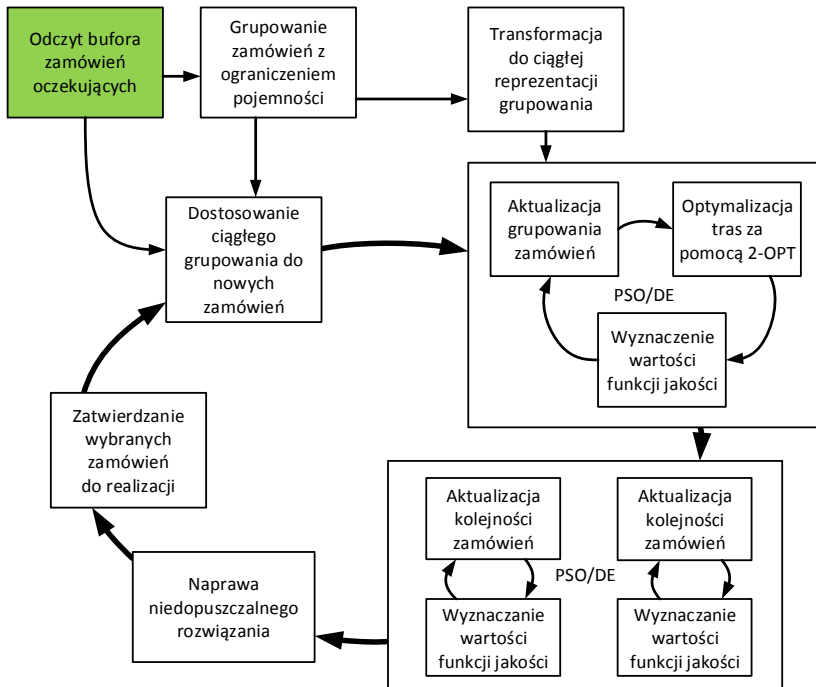 Odczyt bufora
zamówień
oczekujących
Grupowanie
zamówień z
ograniczeniem
pojemności
Transformacja
do ciągłej
reprezentacji
grupowania
Dostosowanie
ciągłego
grupowania do
nowych
zamówień
Aktualizacja
grupowania
zamówień
Optymalizacja
tras za
pomocą 2-OPT
PSO/DE
Wyznaczenie
wartości
funkcji jakości
Zatwierdzanie
wybranych
zamówień
do realizacji
Aktualizacja
kolejności
zamówień
Aktualizacja
kolejności
zamówień
PSO/DE
Wyznaczanie
wartości
funkcji jakości
Wyznaczanie
wartości
funkcji jakości
Naprawa
niedopuszczalnego
rozwiązania